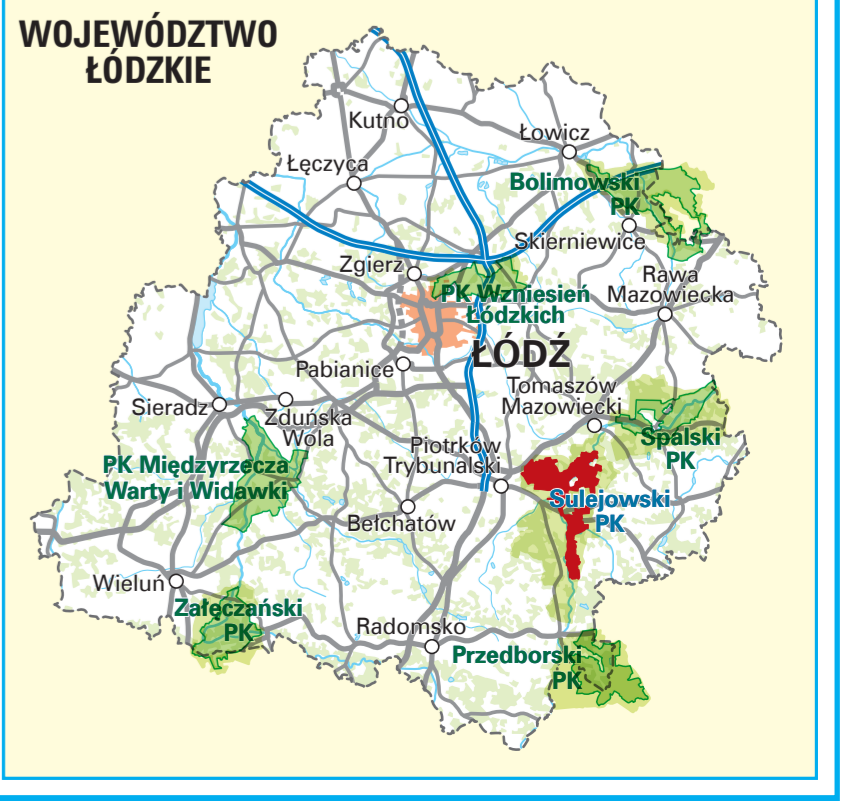 WOJEWÓDZTWO
ŁÓDZKIE
Kutno
Łowicz
Łęczyca
Bolimowski
PK
Skierniewice
Zgierz
Rawa
Mazowiecka
PK Wzniesień
Łódzkich
ŁÓDŹ
Pabianice
Tomaszów
Mazowiecki
Sieradz
Zduńska
Wola
Spalski
PK
Piotrków
Trybunalski
PK Międzyrzecza
Warty i Widawki
Sulejowski
PK
Bełchatów
Wieluń
Załęczański
PK
Radomsko
Przedborski
PK